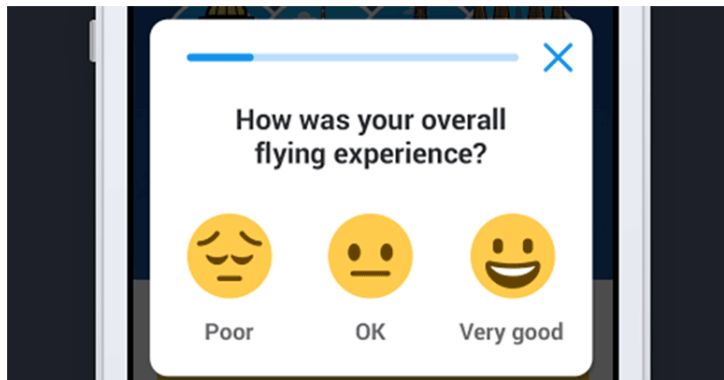 How was your overall
flying experience?
Poor
OK
Very good